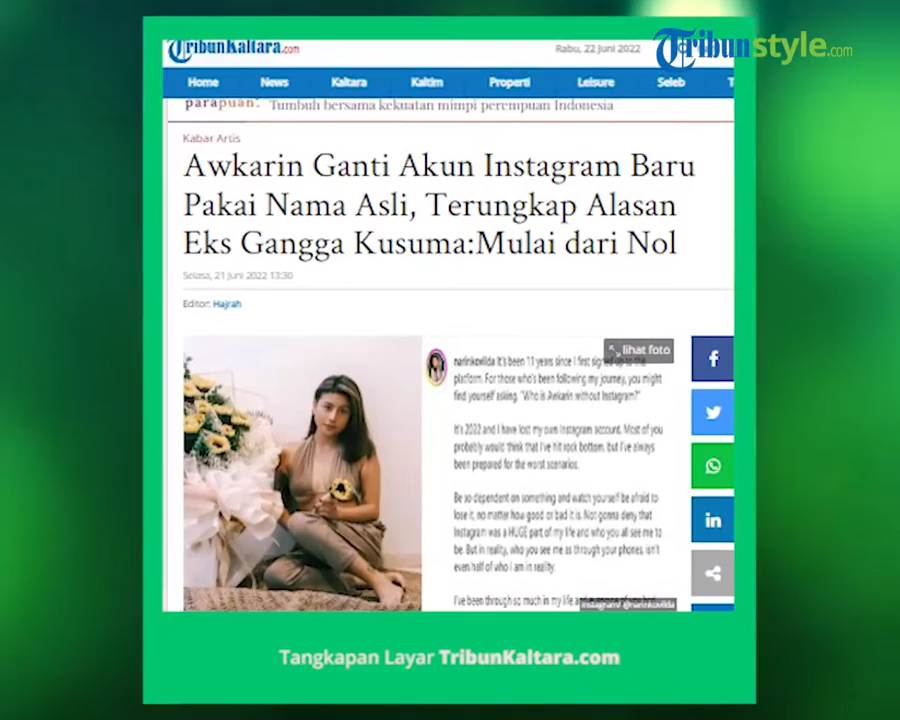 TribunKaltara.com
Rabu, 22 Juni 2022
Tribunstyle.com
Home News Kaltara Kaltim Properti Leisure Seleb T
parapuan. Tumbuh bersama kekuatan mimpi perempuan Indonesia
Kabar Artis
Awkarin Ganti Akun Instagram Baru
Pakai Nama Asli, Terungkap Alasan
Eks Gangga Kusuma:Mulai dari Nol
Selasa, 21 Juni 2022 13:30
Editor: Hajrah
lihat foto
narinkovilda It's been 11 years since I first signed up to the
platform. For those who's been following my journey, you might
find yourself asking, "Who is Awkarin without Instagram?"
It's 2022 and I have lost my own Instagram account. Most of you
probably would think that I've hit rock bottom, but I've always
been prepared for the worst scenarios.
Be so dependent on something and watch yourself be afraid to
lose it, no matter how good or bad it is. Not gonna deny that
Instagram was a HUGE part of my life and who you all see me to
be. But in reality, who you see me as through your phones, isn't
even half of who I am in reality.
I've been through so much in my life
instagram/ @narinkovilda
Tangkapan Layar TribunKaltara.com